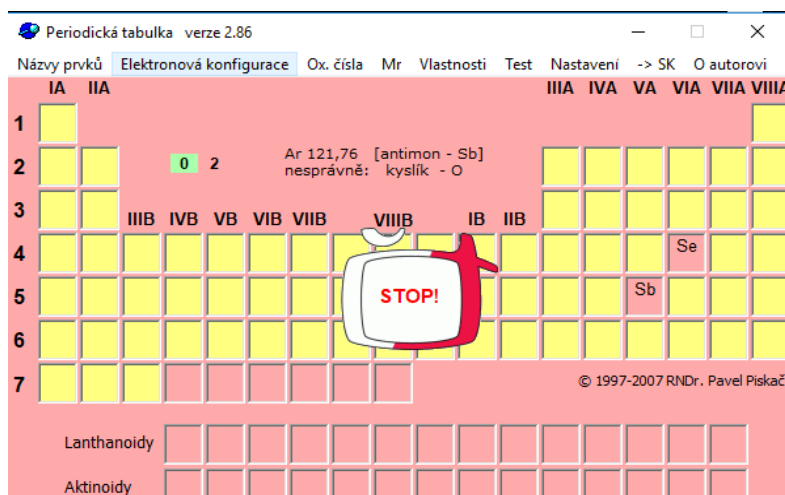 Periodická tabulka verze 2.86
Názvy prvků Elektronová konfigurace Ox. čísla Mr Vlastnosti Test Nastavení -> SK O autorovi
IA IIA IIIA IVA VA VIA VIIA VIIIA
1
0 2 Ar 121,76 [antimon - Sb]
2 nesprávně: kyslík - O
3 IIIB IVB VB VIB VIIB VIIIB IB IIB
4 Se
5 STOP! Sb
6
7 © 1997-2007 RNDr. Pavel Piskač
Lanthanoidy
Aktinoidy